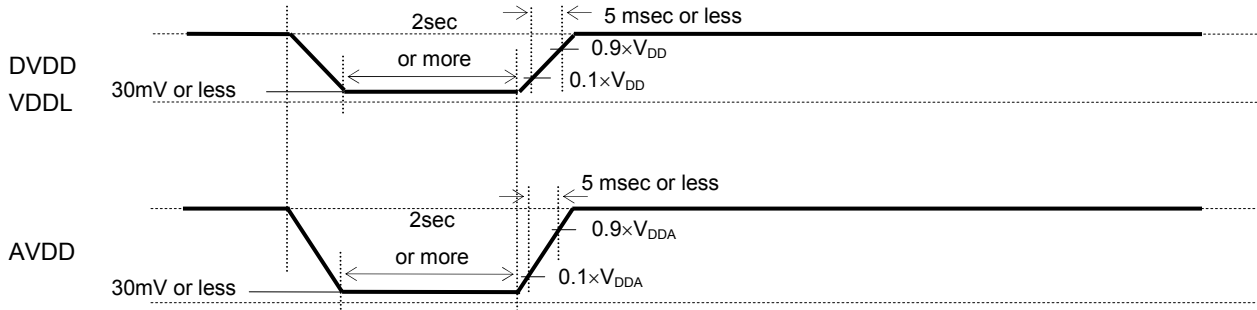 2sec
or more
5 msec or less
0.9×VDD
0.1×VDD
DVDD
VDDL
30mV or less
5 msec or less
2sec
or more
0.9×VDDA
0.1×VDDA
AVDD
30mV or less